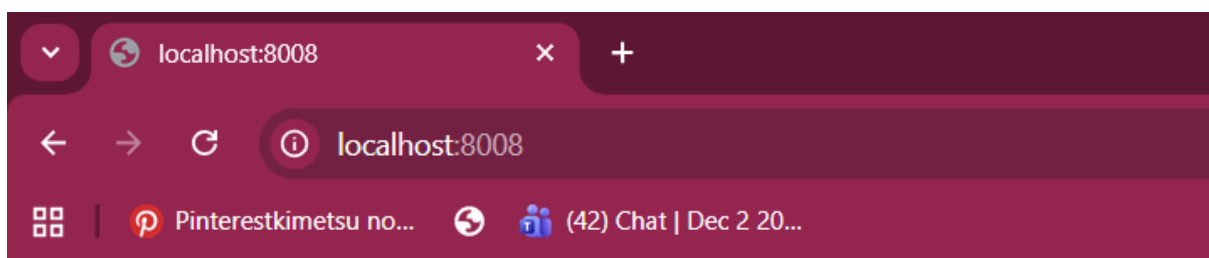 localhost:8008
localhost:8008
Pinterestkimetsu no... (42) Chat | Dec 2 20...